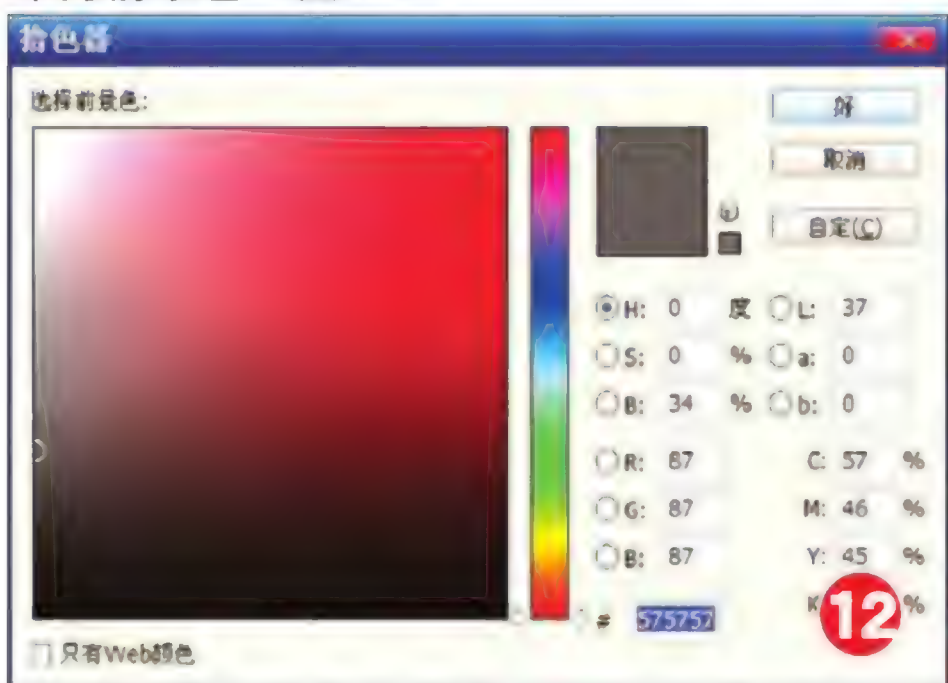 拾色器
选择前景色:
好
取消
自定(C)
H: 0 度 L: 37
S: 0 % a: 0
B: 34 % b: 0
R: 87 C: 57 %
G: 87 M: 46 %
B: 87 Y: 45 %
K %
# 575757
12
只有Web颜色